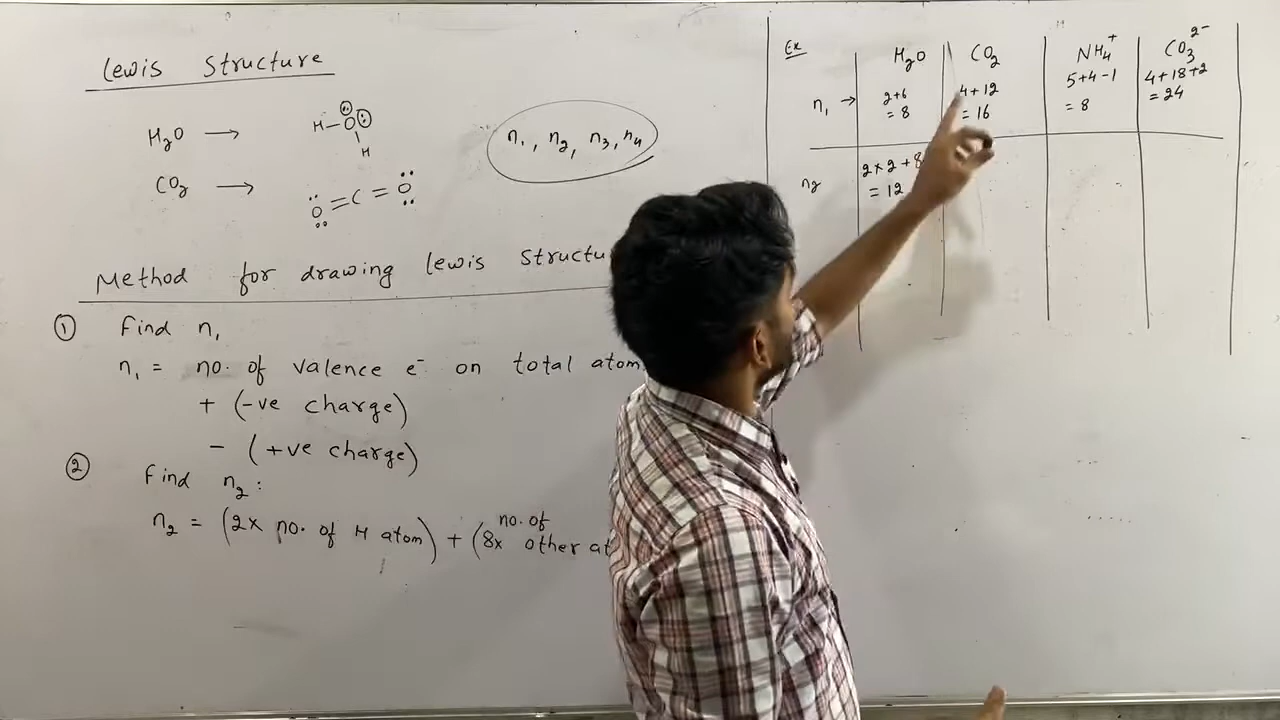 Lewis Structure
H₂O →
H–O
H
CO₂ →
O=C=O
n₁, n₂, n₃, n₄
Method for drawing Lewis Structu
① Find n₁
n₁ = no. of valence e⁻ on total atom
+ (-ve charge)
- (+ve charge)
② Find n₂:
n₂ = (2x no. of H atom) + (8x no. of other at
Ex H₂O CO₂ NH₄⁺ CO₃²⁻
n₁ → 2+6 4+12 5+4-1 4+18+2
= 8 = 16 = 8 = 24
n₂ 2×2+8
= 12